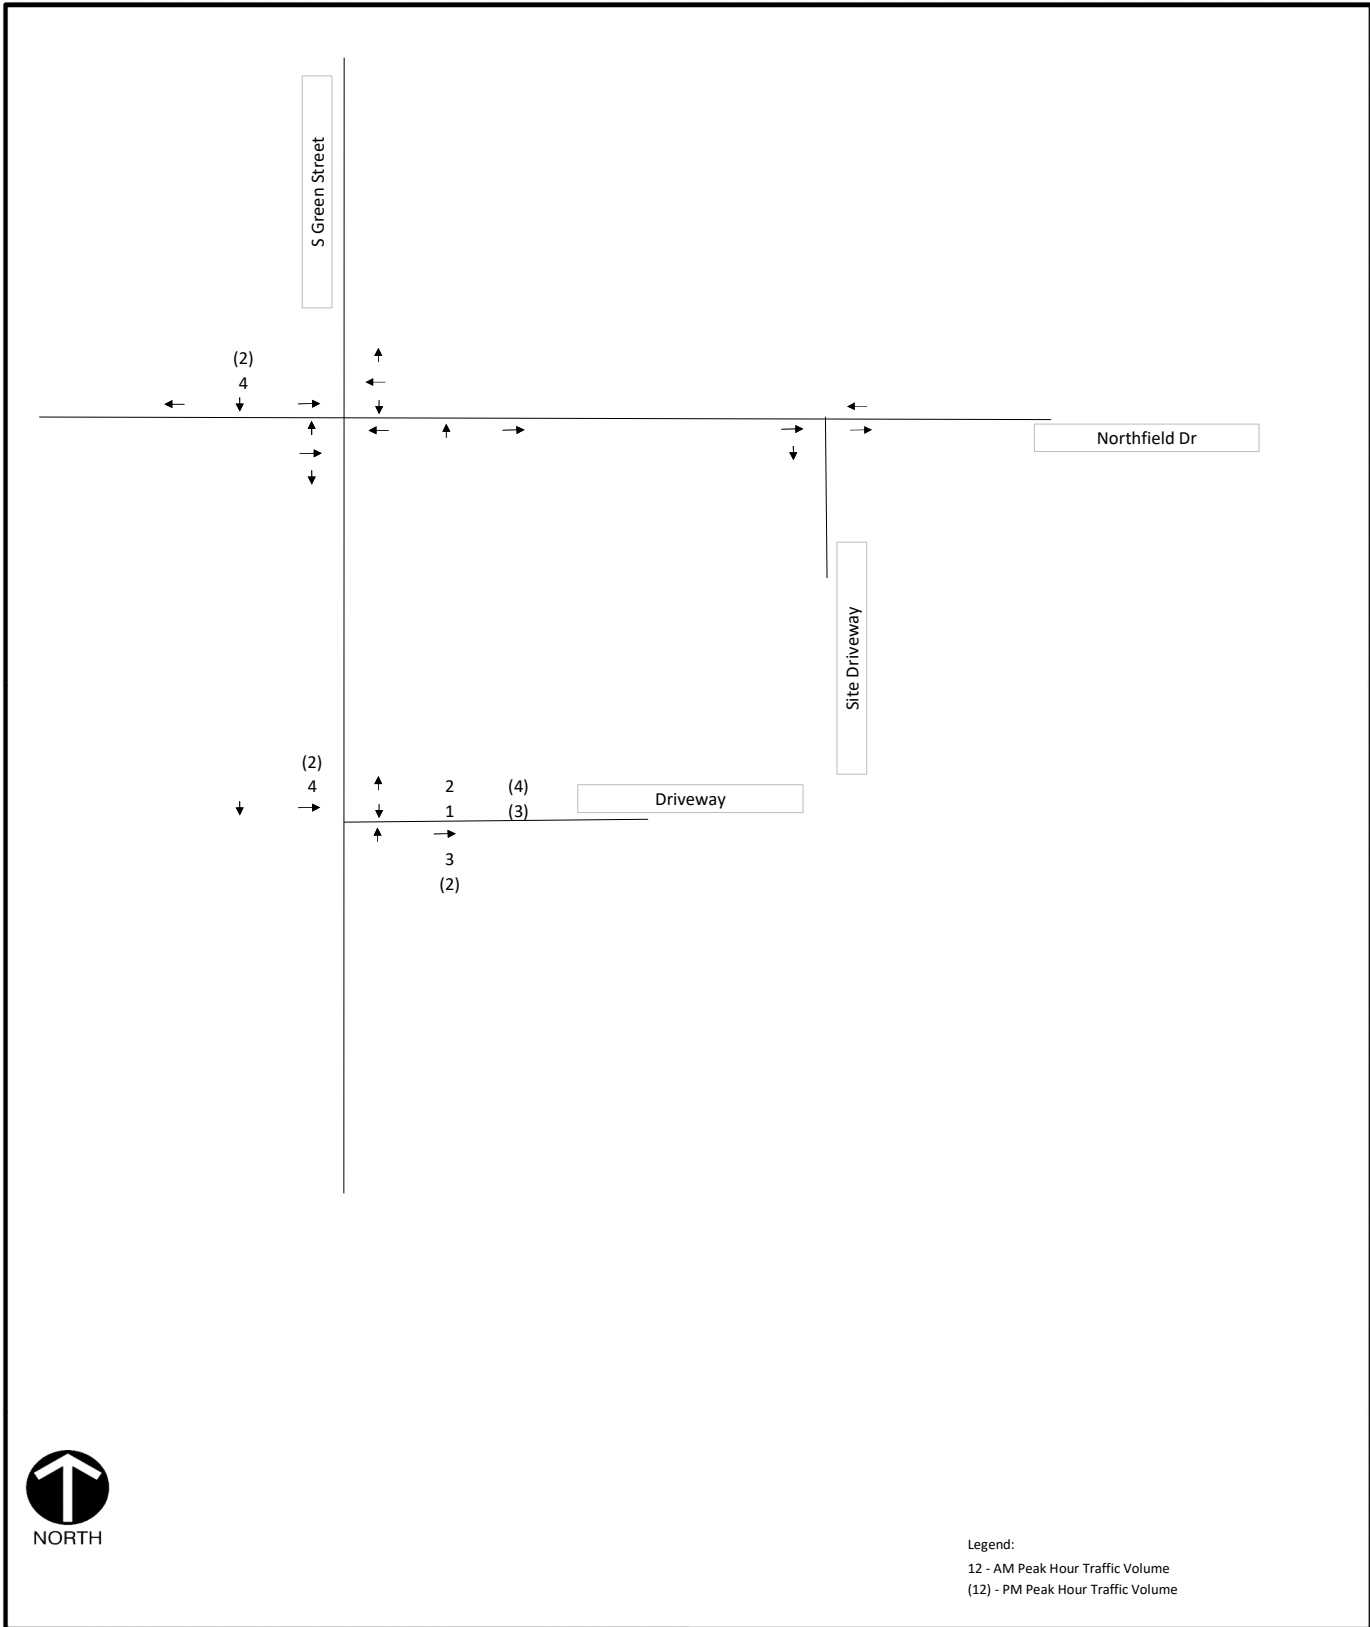 S Green Street
(2)
4
Northfield Dr
Site Driveway
(2)
4
2 (4)
1 (3)
Driveway
3
(2)
NORTH
Legend:
12 - AM Peak Hour Traffic Volume
(12) - PM Peak Hour Traffic Volume